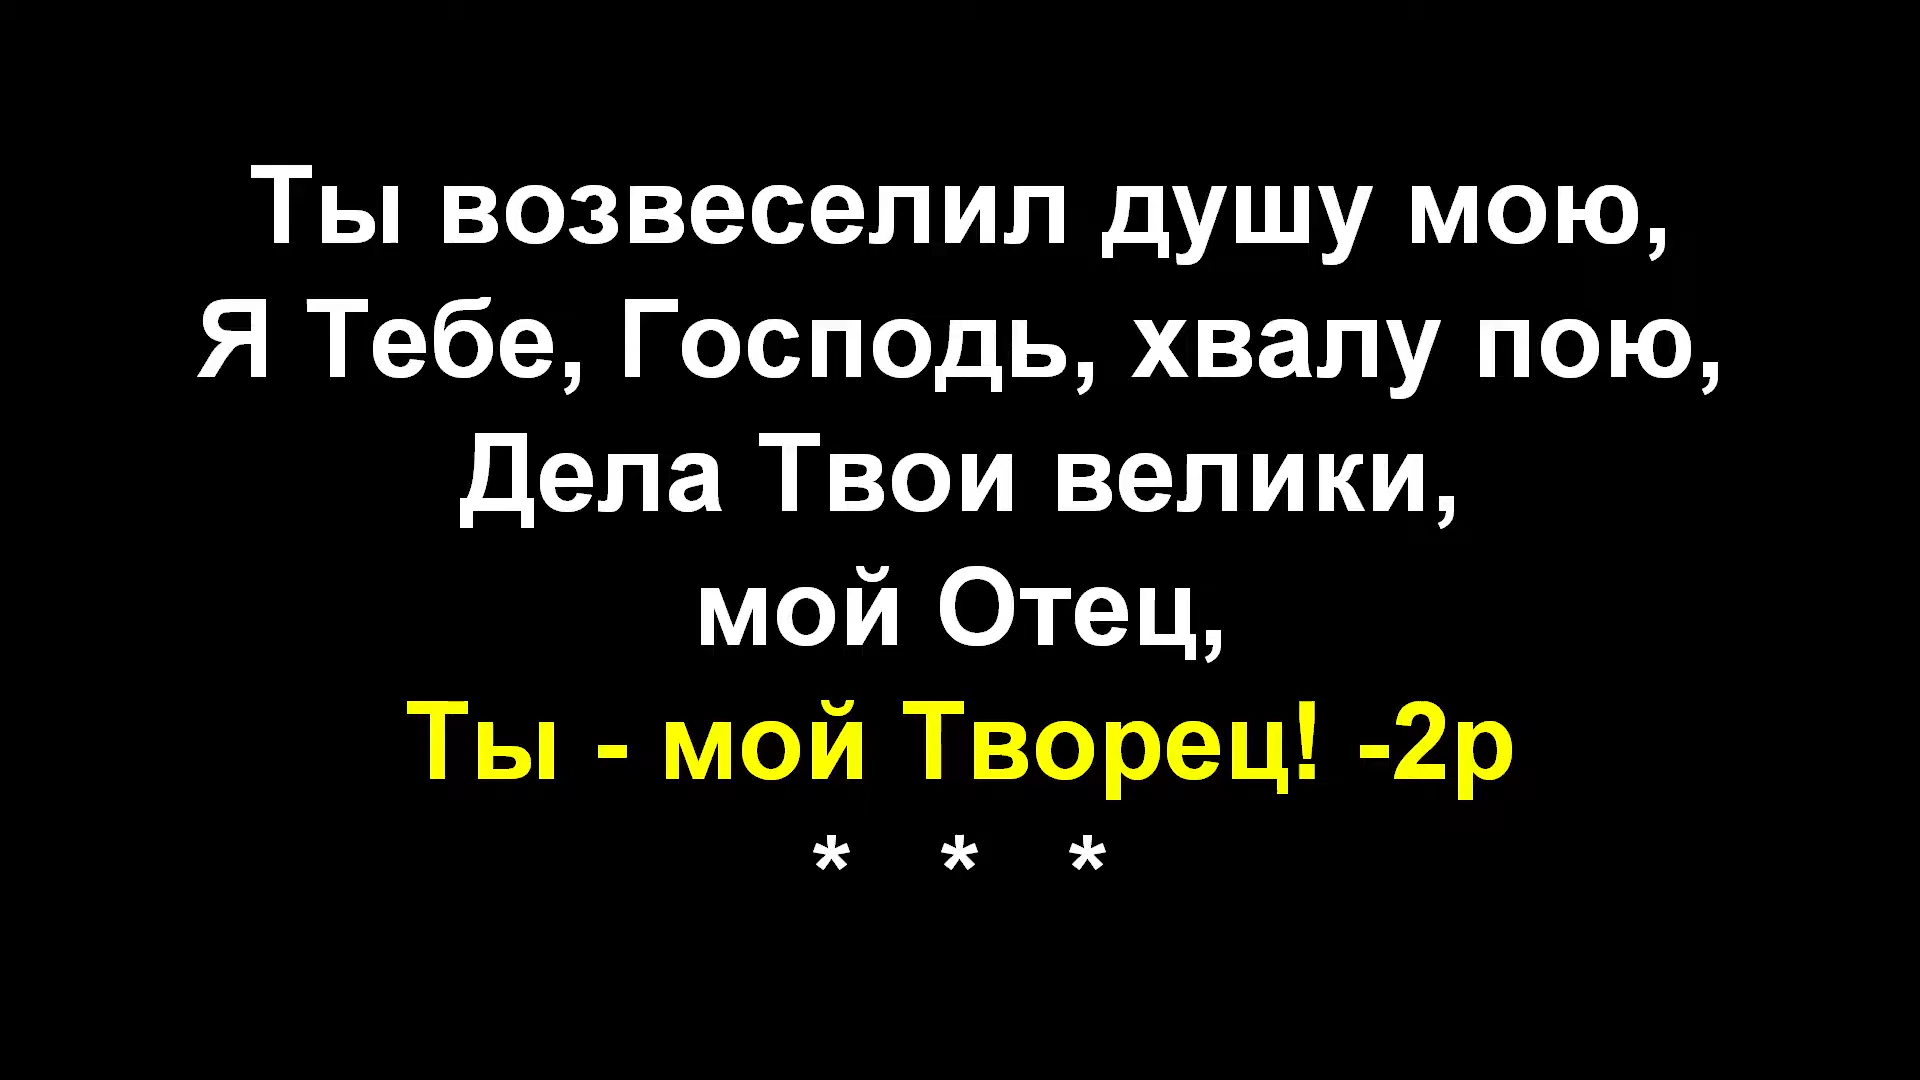 Ты возвеселил душу мою,
Я Тебе, Господь, хвалу пою,
Дела Твои велики,
мой Отец,
Ты - мой Творец! -2р
* * *